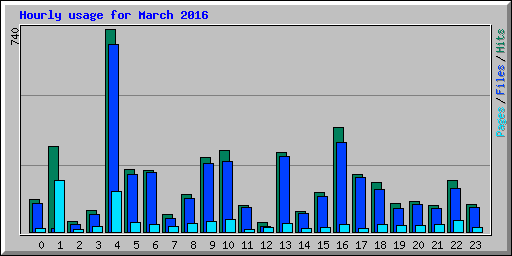 Hourly usage for March 2016
740
Pages / Files / Hits
0 1 2 3 4 5 6 7 8 9 10 11 12 13 14 15 16 17 18 19 20 21 22 23